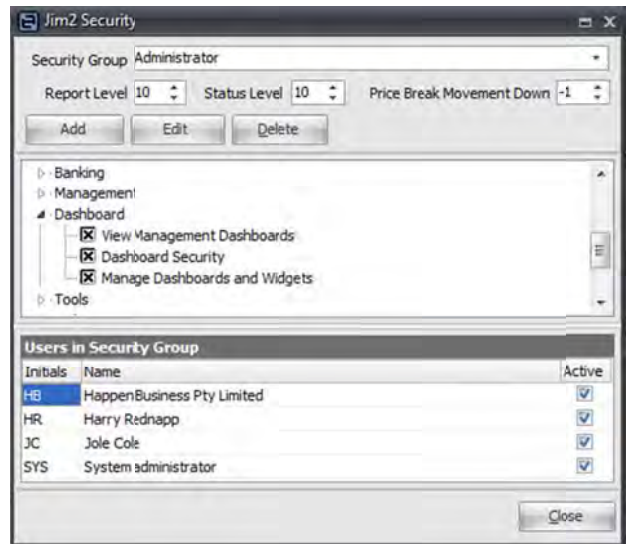 Jim2 Security
Security Group Administrator
Report Level 10 Status Level 10 Price Break Movement Down -1
Add Edit Delete
Banking
Management
Dashboard
View Management Dashboards
Dashboard Security
Manage Dashboards and Widgets
Tools
Users in Security Group
Initials Name Active
HB Happen Business Pty Limited
HR Harry Rednapp
JC Jole Cole
SYS System administrator
Close